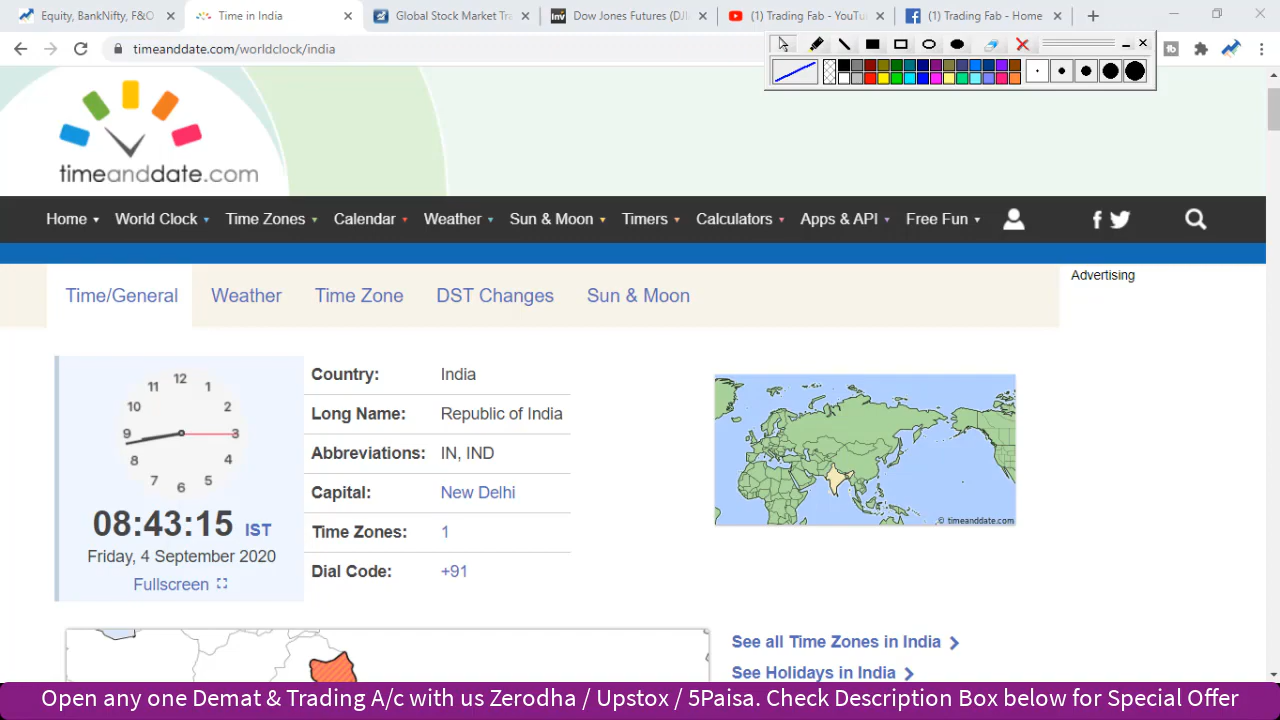 Equity, BankNifty, F&O
Time in India
Global Stock Market Tr
Dow Jones Futures (DJI
(1) Trading Fab - YouTu
(1) Trading Fab - Home
timeanddate.com/worldclock/india
timeanddate.com
Home
World Clock
Time Zones
Calendar
Weather
Sun & Moon
Timers
Calculators
Apps & API
Free Fun
Time/General
Weather
Time Zone
DST Changes
Sun & Moon
Advertising
12
1
2
3
4
5
6
7
8
9
10
11
08:43:15 IST
Friday, 4 September 2020
Fullscreen
Country: India
Long Name: Republic of India
Abbreviations: IN, IND
Capital: New Delhi
Time Zones: 1
Dial Code: +91
© timeanddate.com
See all Time Zones in India
See Holidays in India
Open any one Demat & Trading A/c with us Zerodha / Upstox / 5Paisa. Check Description Box below for Special Offer